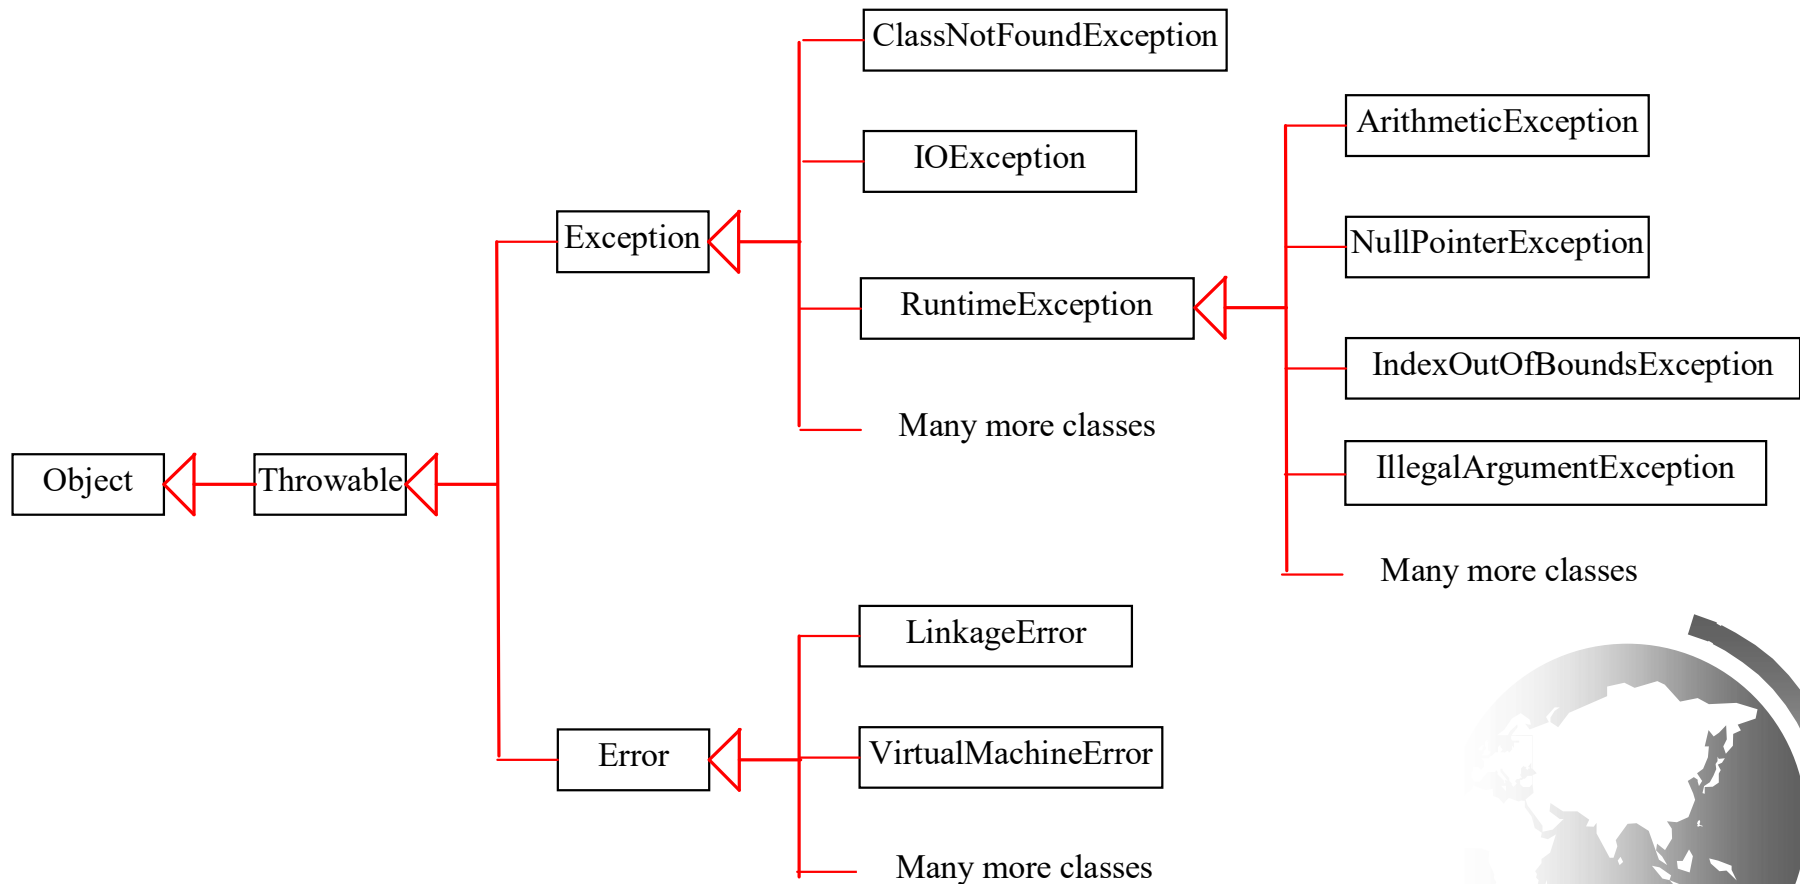 ClassNotFoundException
ArithmeticException
IOException
NullPointerException
Exception
RuntimeException
IndexOutOfBoundsException
Many more classes
IllegalArgumentException
Object
Throwable
Many more classes
LinkageError
Error
VirtualMachineError
Many more classes